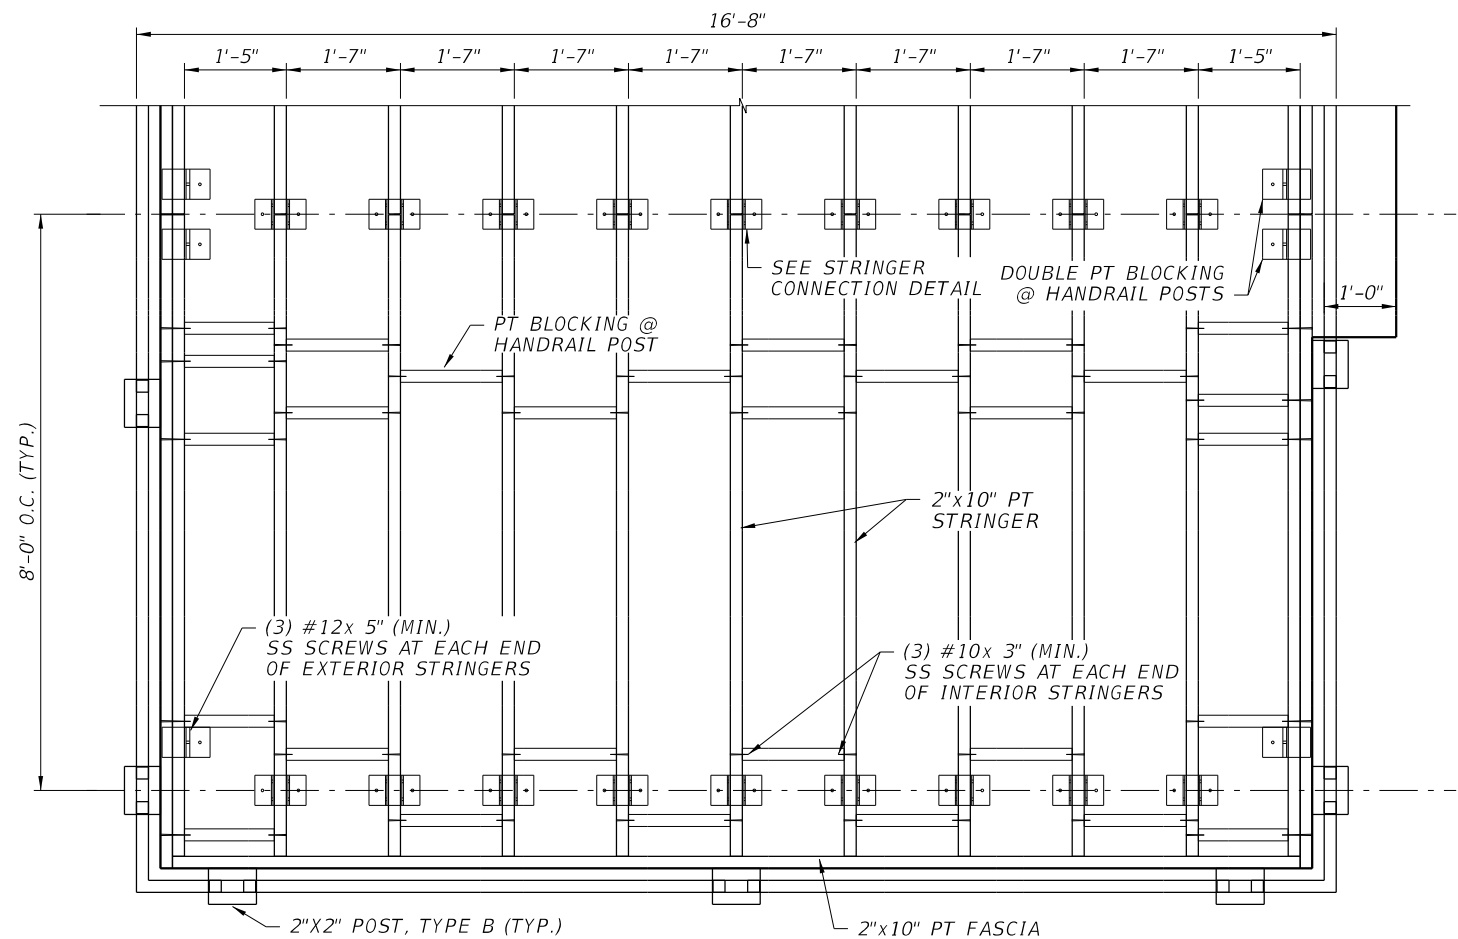 16'-8"
1'-5"
1'-7"
1'-7"
1'-7"
1'-7"
1'-7"
1'-7"
1'-7"
1'-7"
1'-5"
SEE STRINGER
CONNECTION DETAIL
DOUBLE PT BLOCKING
@ HANDRAIL POSTS
1'-0"
PT BLOCKING @
HANDRAIL POST
8'-0" O.C. (TYP.)
2"x10" PT
STRINGER
(3) #12x 5" (MIN.)
SS SCREWS AT EACH END
OF EXTERIOR STRINGERS
(3) #10x 3" (MIN.)
SS SCREWS AT EACH END
OF INTERIOR STRINGERS
2"X2" POST, TYPE B (TYP.)
2"x10" PT FASCIA